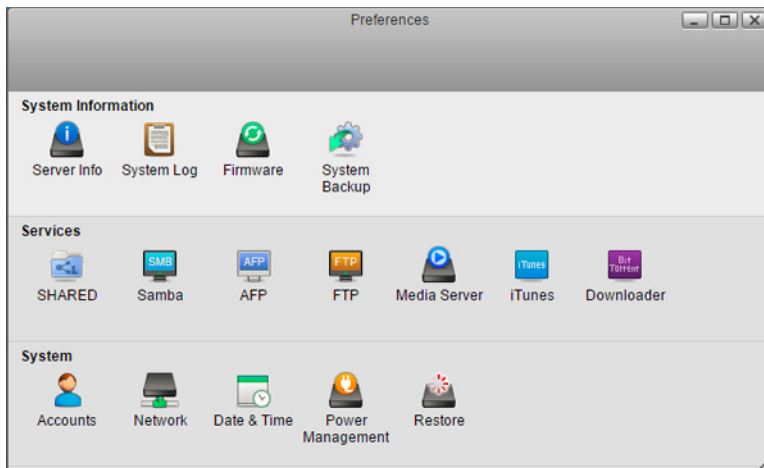 Preferences
System Information
Server Info
System Log
Firmware
System
Backup
Services
SMB
AFP
FTP
iTunes
Bit
Torrent
SHARED
Samba
AFP
FTP
Media Server
iTunes
Downloader
System
Accounts
Network
Date & Time
Power
Management
Restore